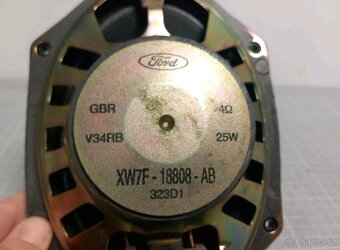 Ford
GBR 4Ω
V34RB 25W
XW7F-18808-AB
323D1